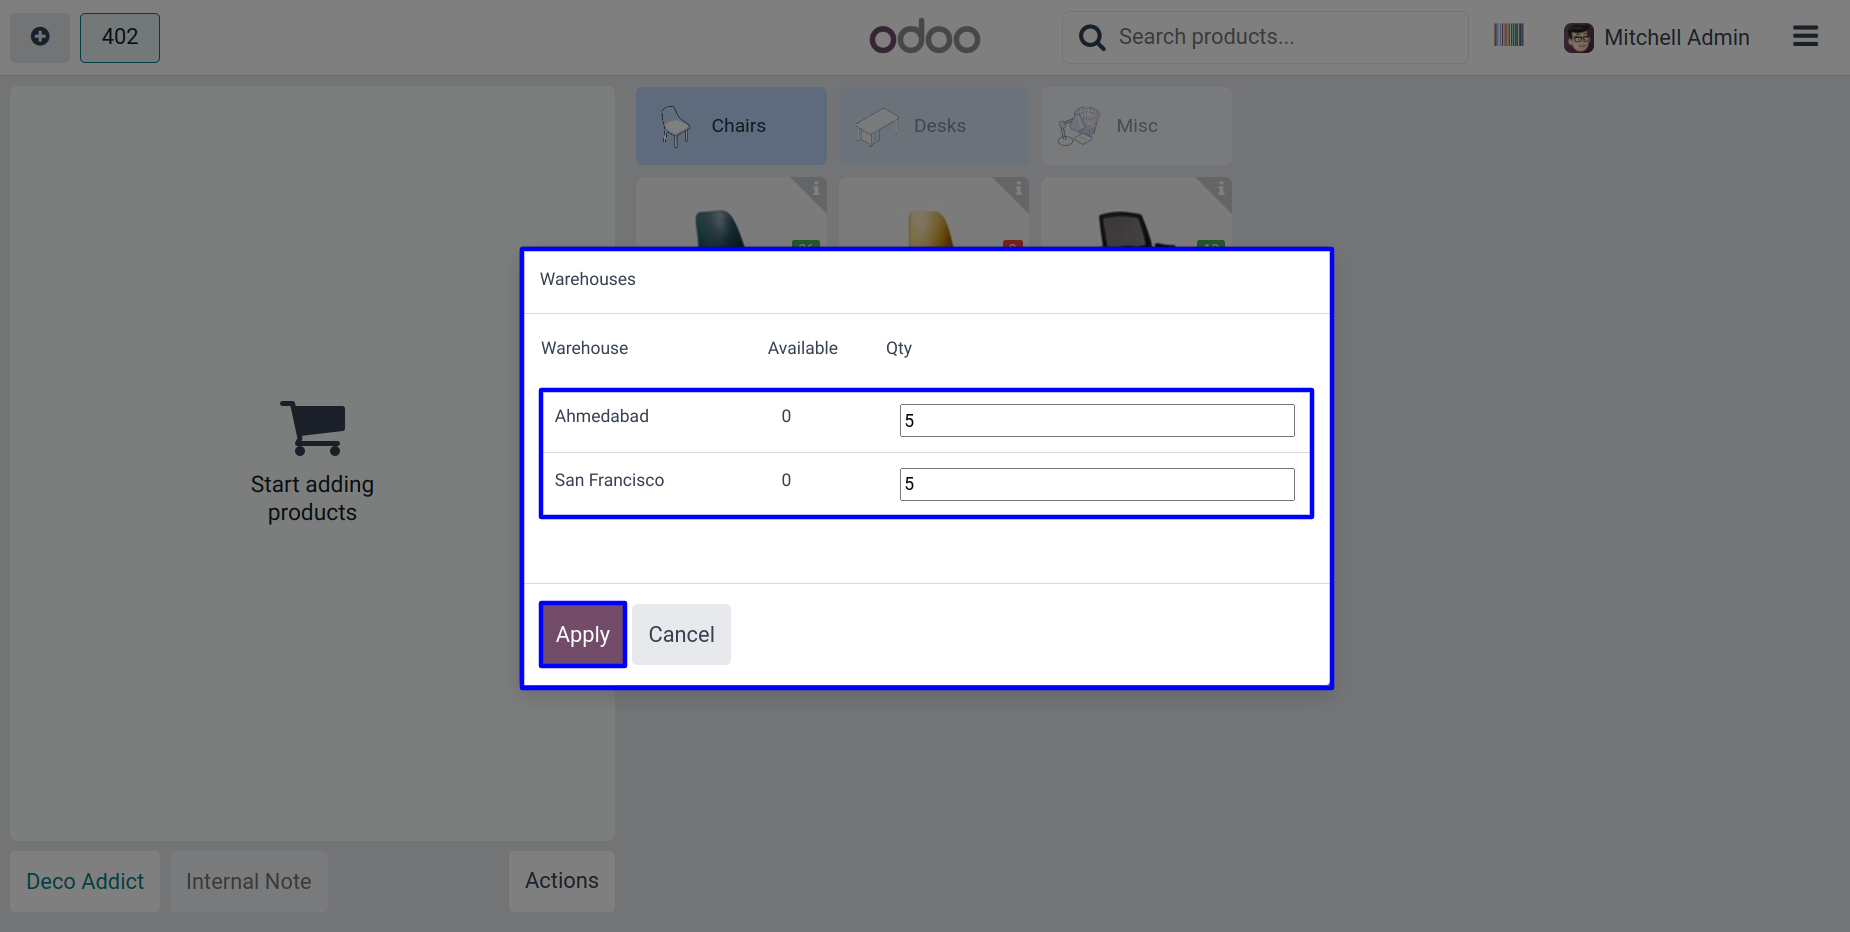 402
odoo
Search products...
Mitchell Admin
Chairs
Desks
Misc
Warehouses
Warehouse Available Qty
Ahmedabad 0 5
San Francisco 0 5
Start adding
products
Apply
Cancel
Deco Addict
Internal Note
Actions